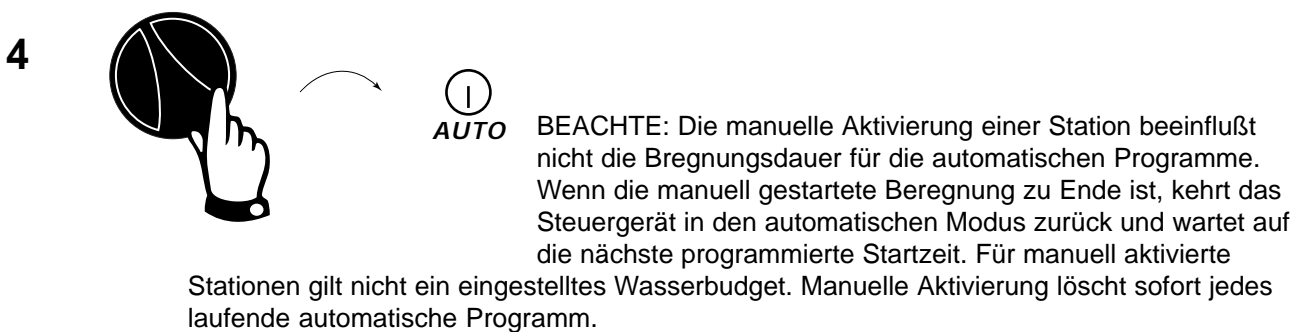 4
AUTO
BEACHTE: Die manuelle Aktivierung einer Station beeinflußt
nicht die Bregnungsdauer für die automatischen Programme.
Wenn die manuell gestartete Beregnung zu Ende ist, kehrt das
Steuergerät in den automatischen Modus zurück und wartet auf
die nächste programmierte Startzeit. Für manuell aktivierte
Stationen gilt nicht ein eingestelltes Wasserbudget. Manuelle Aktivierung löscht sofort jedes
laufende automatische Programm.